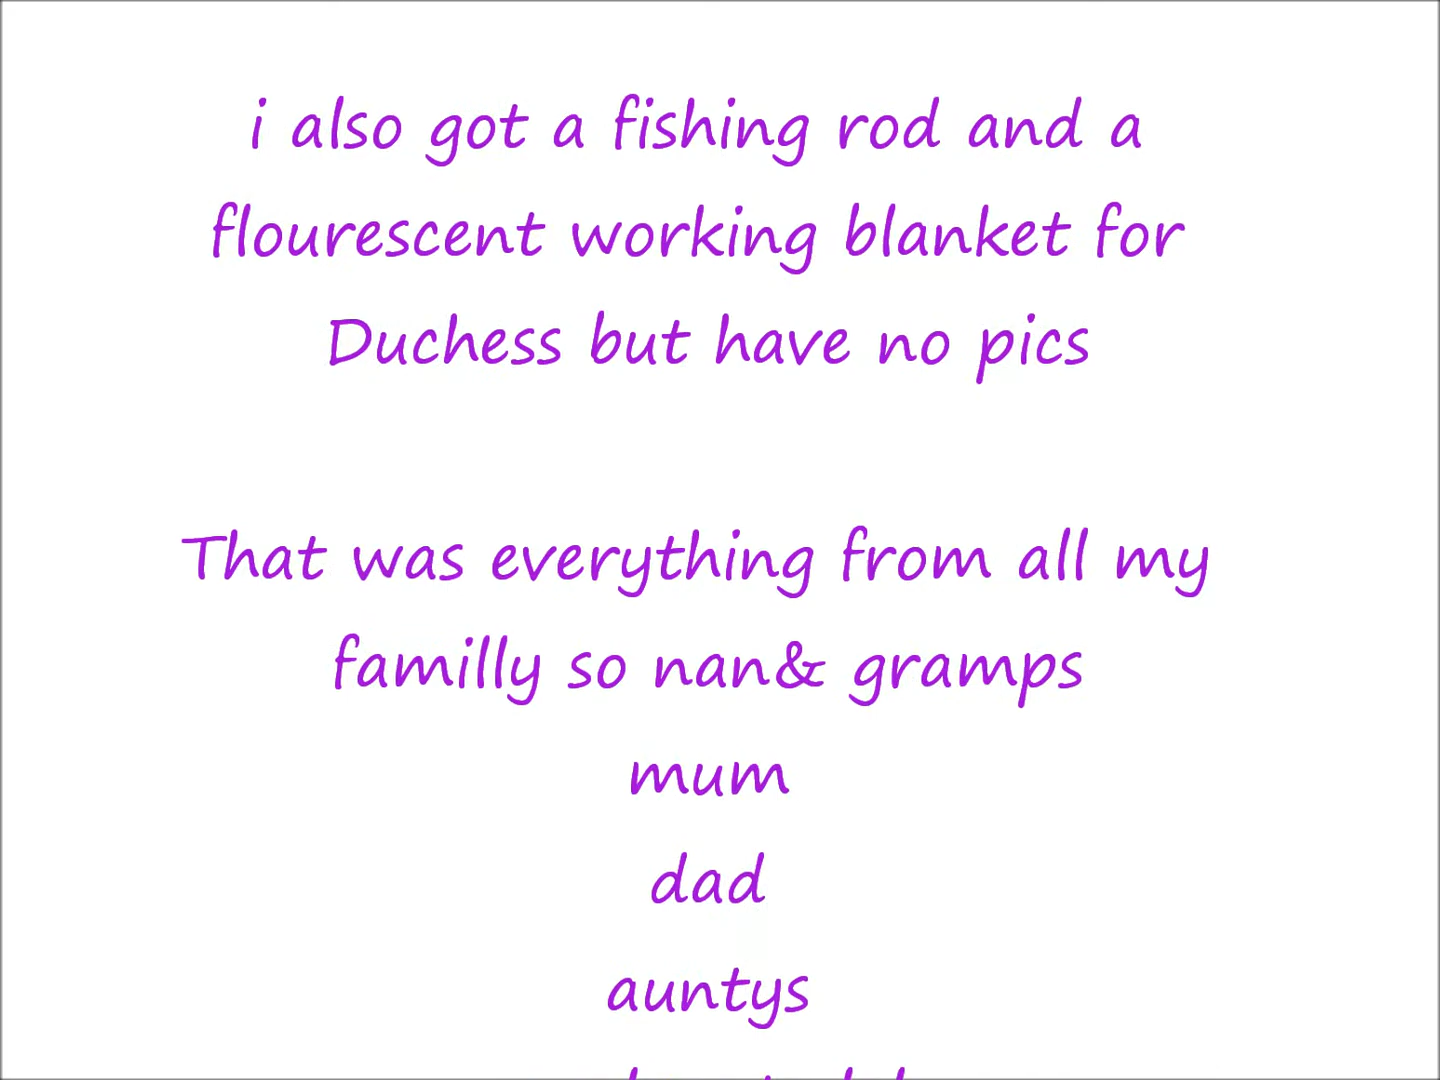 i also got a fishing rod and a
flourescent working blanket for
Duchess but have no pics
That was everything from all my
familly so nan& gramps
mum
dad
auntys